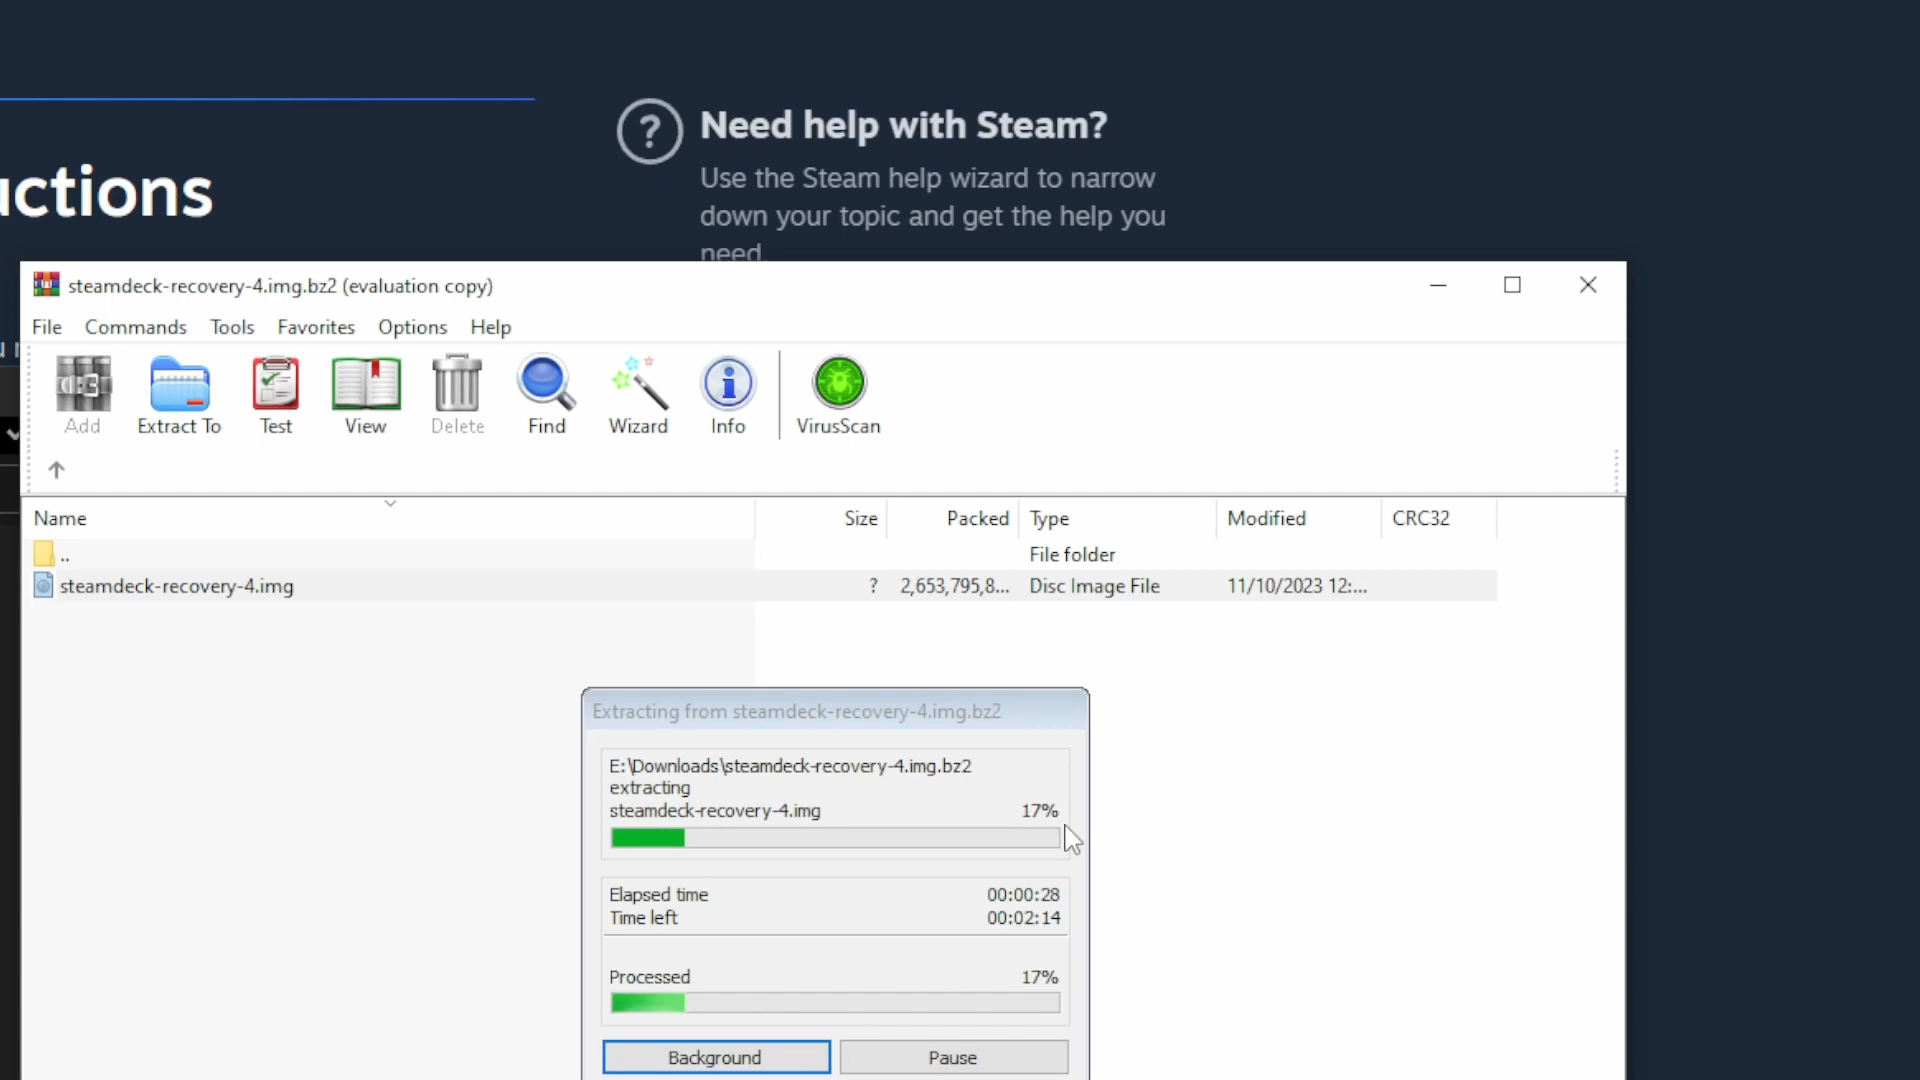 Need help with Steam?
Use the Steam help wizard to narrow
down your topic and get the help you
need.
uctions
steamdeck-recovery-4.img.bz2 (evaluation copy)
File Commands Tools Favorites Options Help
Add Extract To Test View Delete Find Wizard Info VirusScan
Name Size Packed Type Modified CRC32
.. File folder
steamdeck-recovery-4.img ? 2,653,795,8... Disc Image File 11/10/2023 12:...
Extracting from steamdeck-recovery-4.img.bz2
E:\Downloads\steamdeck-recovery-4.img.bz2
extracting
steamdeck-recovery-4.img 17%
Elapsed time 00:00:28
Time left 00:02:14
Processed 17%
Background Pause